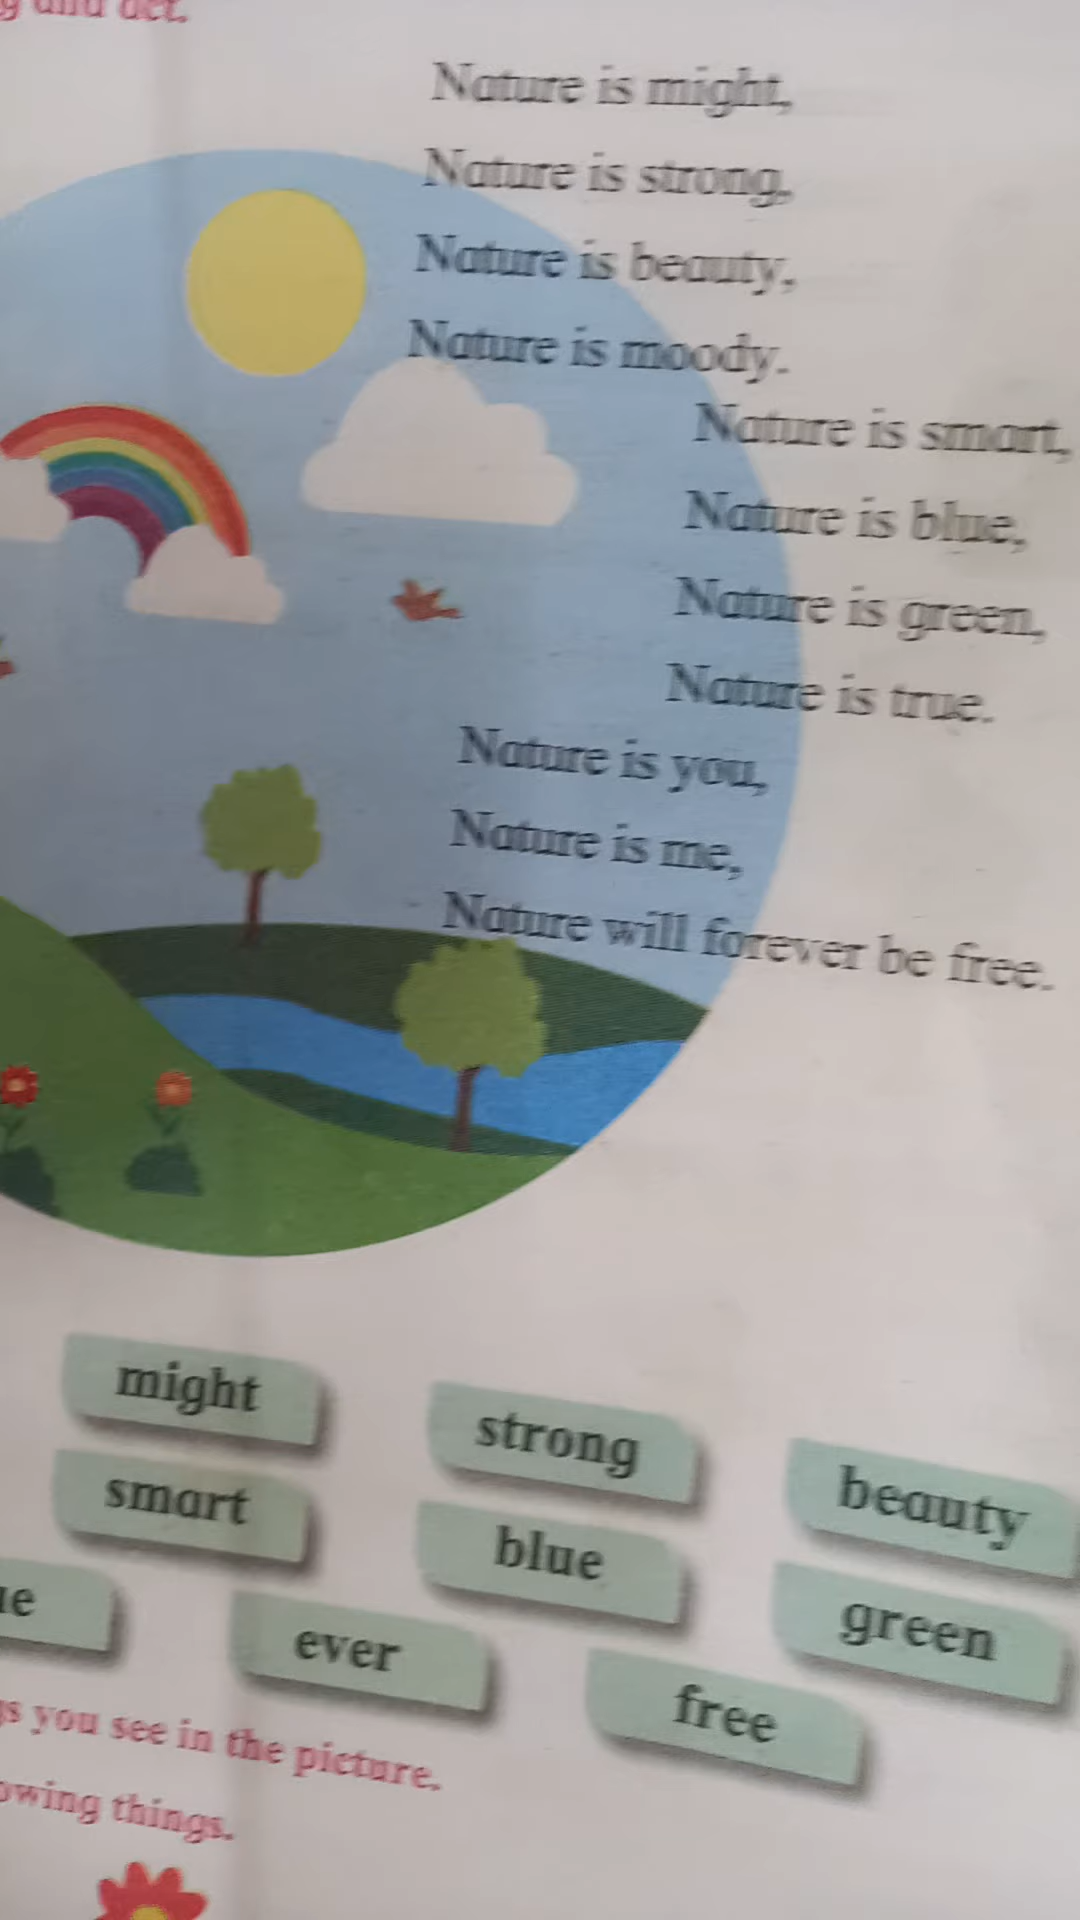 and act.
Nature is might,
Nature is strong,
Nature is beauty,
Nature is moody.
Nature is smart,
Nature is blue,
Nature is green,
Nature is true.
Nature is you,
Nature is me,
Nature will forever be free.
might strong beauty
smart blue green
ever free
you see in the picture.
things.